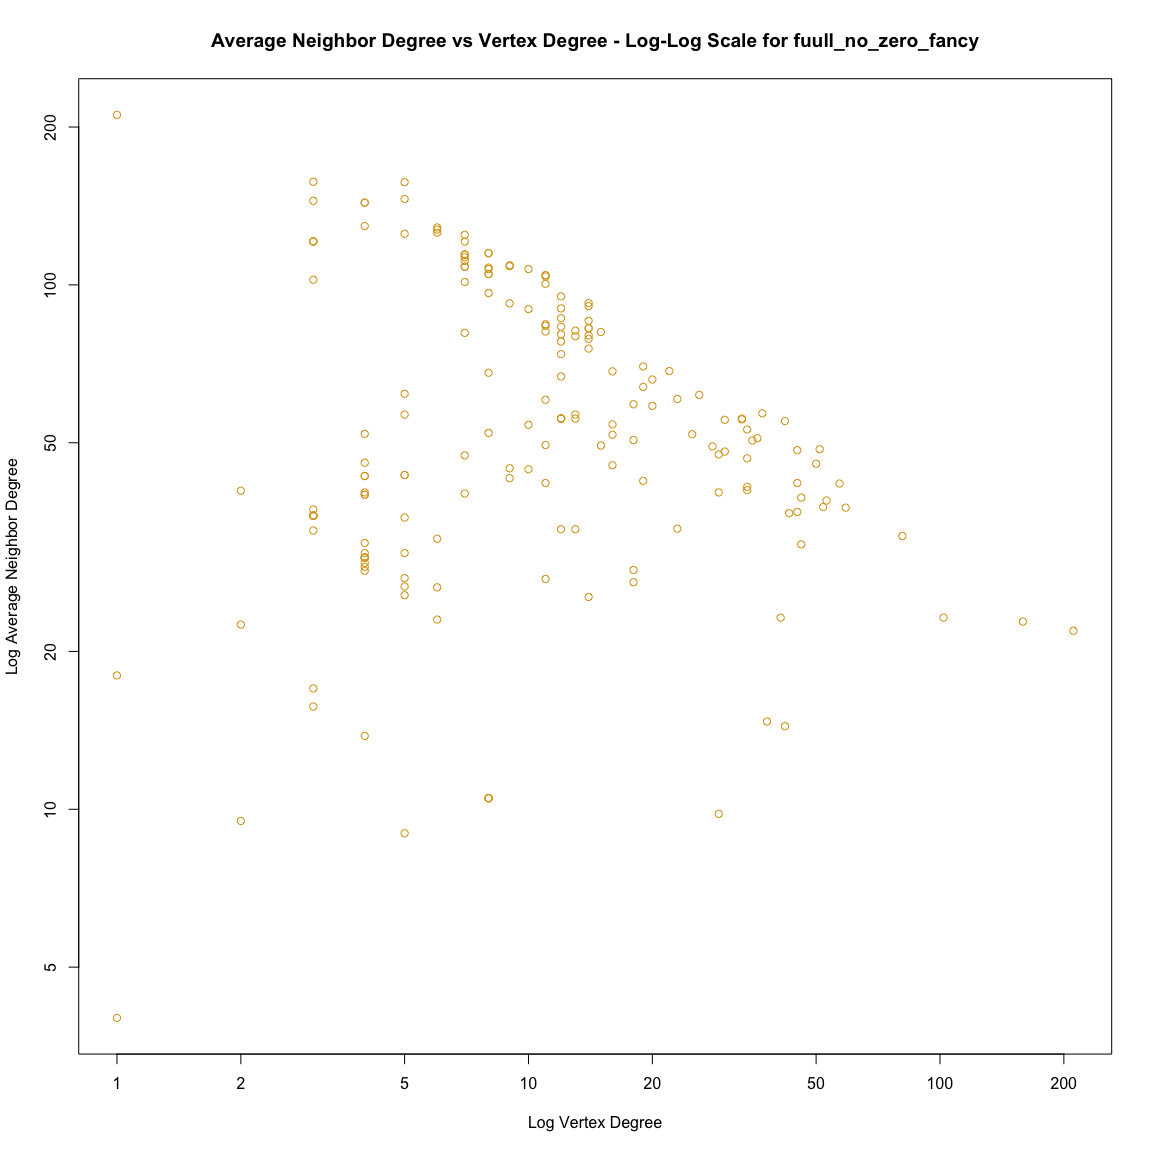 Average Neighbor Degree vs Vertex Degree - Log-Log Scale for fuull_no_zero_fancy
Log Average Neighbor Degree
200
100
50
20
10
5
1 2 5 10 20 50 100 200
Log Vertex Degree